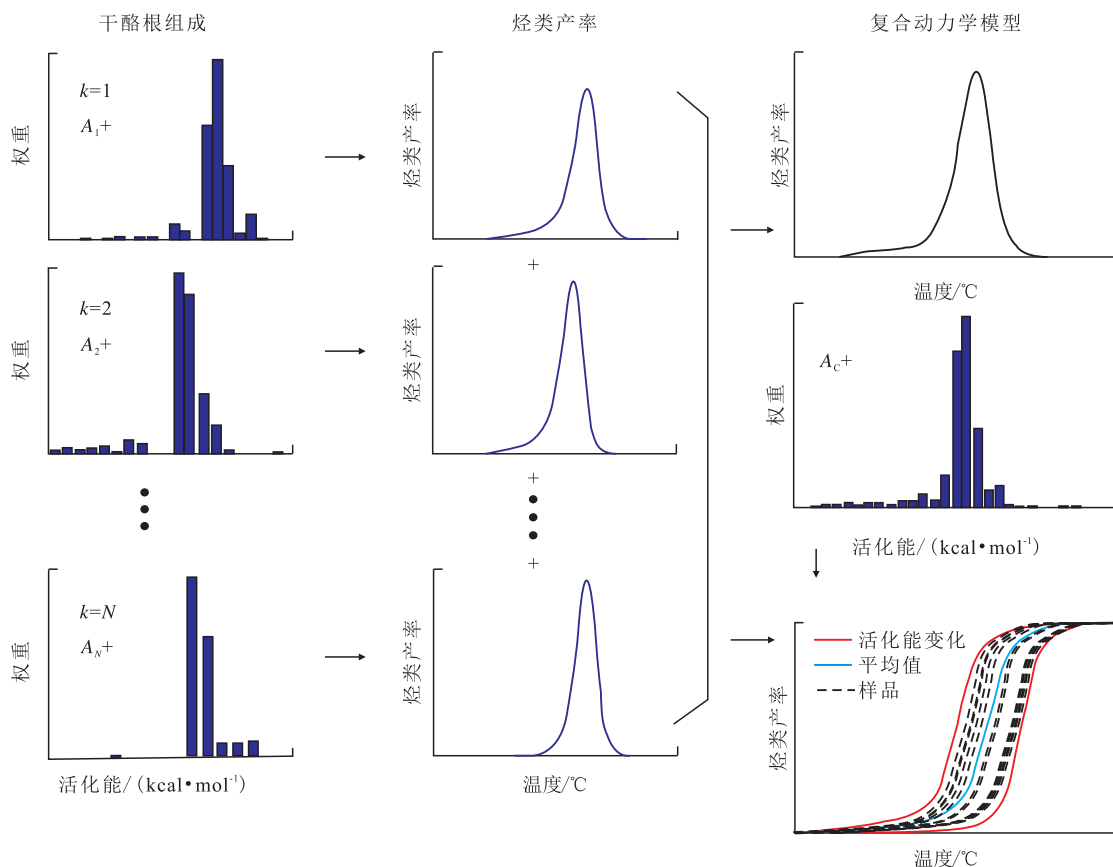 干酪根组成
烃类产率
复合动力学模型
k=1
A1+
权重
烃类产率
+
烃类产率
温度/℃
k=2
A2+
权重
烃类产率
+
AC+
权重
活化能/(kcal•mol-1)
k=N
AN+
权重
活化能/(kcal•mol-1)
+
烃类产率
温度/℃
活化能变化
平均值
样品
烃类产率
温度/℃